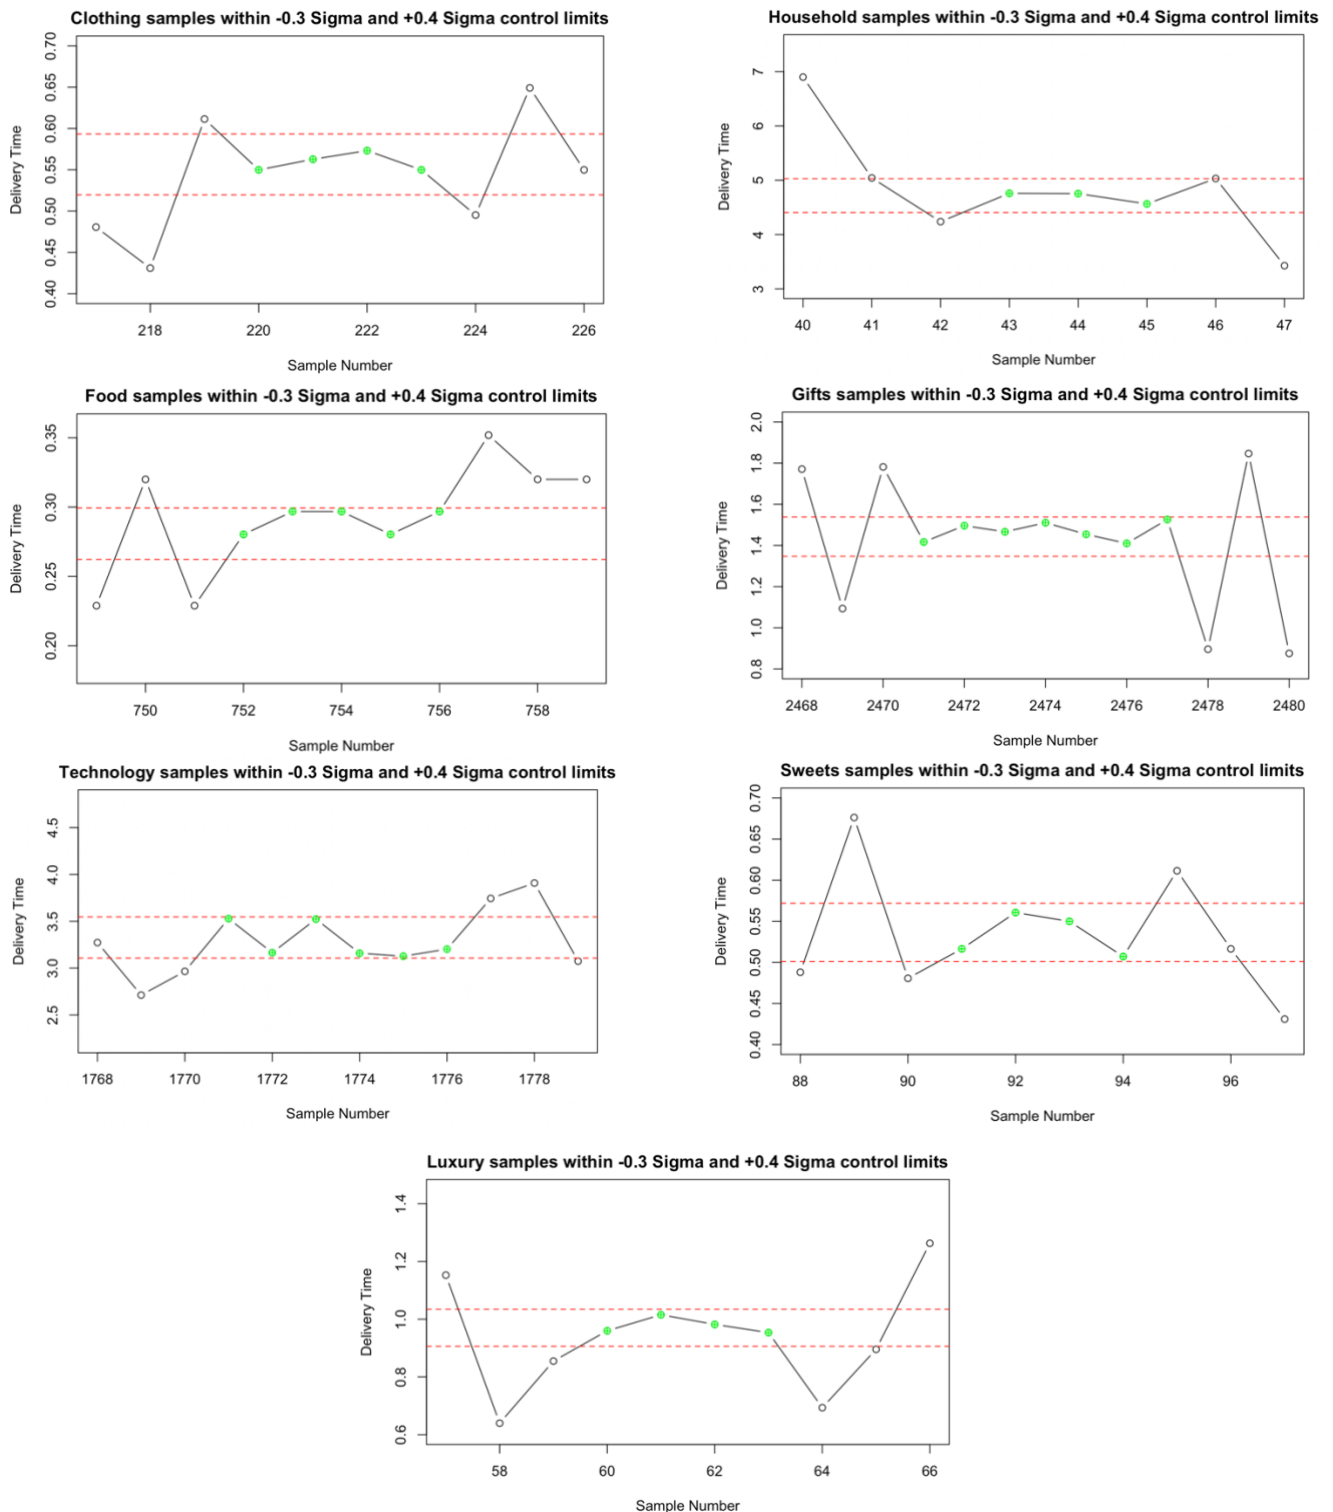 Clothing samples within -0.3 Sigma and +0.4 Sigma control limits
Delivery Time
0.70
0.65
0.60
0.55
0.50
0.45
0.40
218 220 222 224 226
Sample Number
Household samples within -0.3 Sigma and +0.4 Sigma control limits
Delivery Time
7
6
5
4
3
40 41 42 43 44 45 46 47
Sample Number
Food samples within -0.3 Sigma and +0.4 Sigma control limits
Delivery Time
0.35
0.30
0.25
0.20
750 752 754 756 758
Sample Number
Gifts samples within -0.3 Sigma and +0.4 Sigma control limits
Delivery Time
2.0
1.8
1.6
1.4
1.2
1.0
0.8
2468 2470 2472 2474 2476 2478 2480
Sample Number
Technology samples within -0.3 Sigma and +0.4 Sigma control limits
Delivery Time
4.5
4.0
3.5
3.0
2.5
1768 1770 1772 1774 1776 1778
Sample Number
Sweets samples within -0.3 Sigma and +0.4 Sigma control limits
Delivery Time
0.70
0.65
0.60
0.55
0.50
0.45
0.40
88 90 92 94 96
Sample Number
Luxury samples within -0.3 Sigma and +0.4 Sigma control limits
Delivery Time
1.4
1.2
1.0
0.8
0.6
58 60 62 64 66
Sample Number